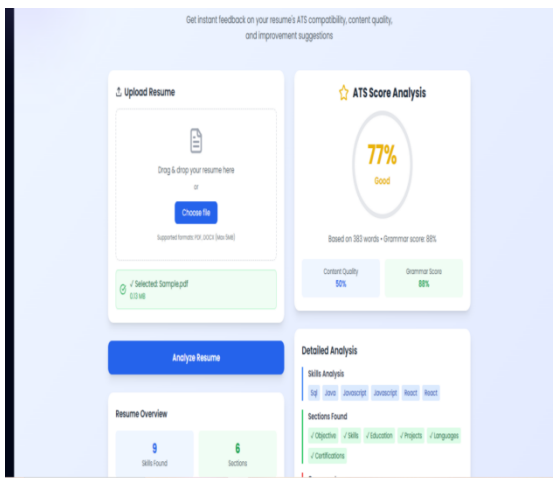 Get instant feedback on your resume's ATS compatibility, content quality,
and improvement suggestions
Upload Resume
Drag & drop your resume here
or
Choose file
Supported formats: PDF, DOCX (Max 5MB)
✓ Selected: Sample.pdf
0.13 MB
Analyze Resume
Resume Overview
9
Skills Found
6
Sections
ATS Score Analysis
77%
Good
Based on 383 words • Grammar score: 88%
Content Quality
50%
Grammar Score
88%
Detailed Analysis
Skills Analysis
Sql Java Javascript Javascript React React
Sections Found
✓ Objective ✓ Skills ✓ Education ✓ Projects ✓ Languages
✓ Certifications